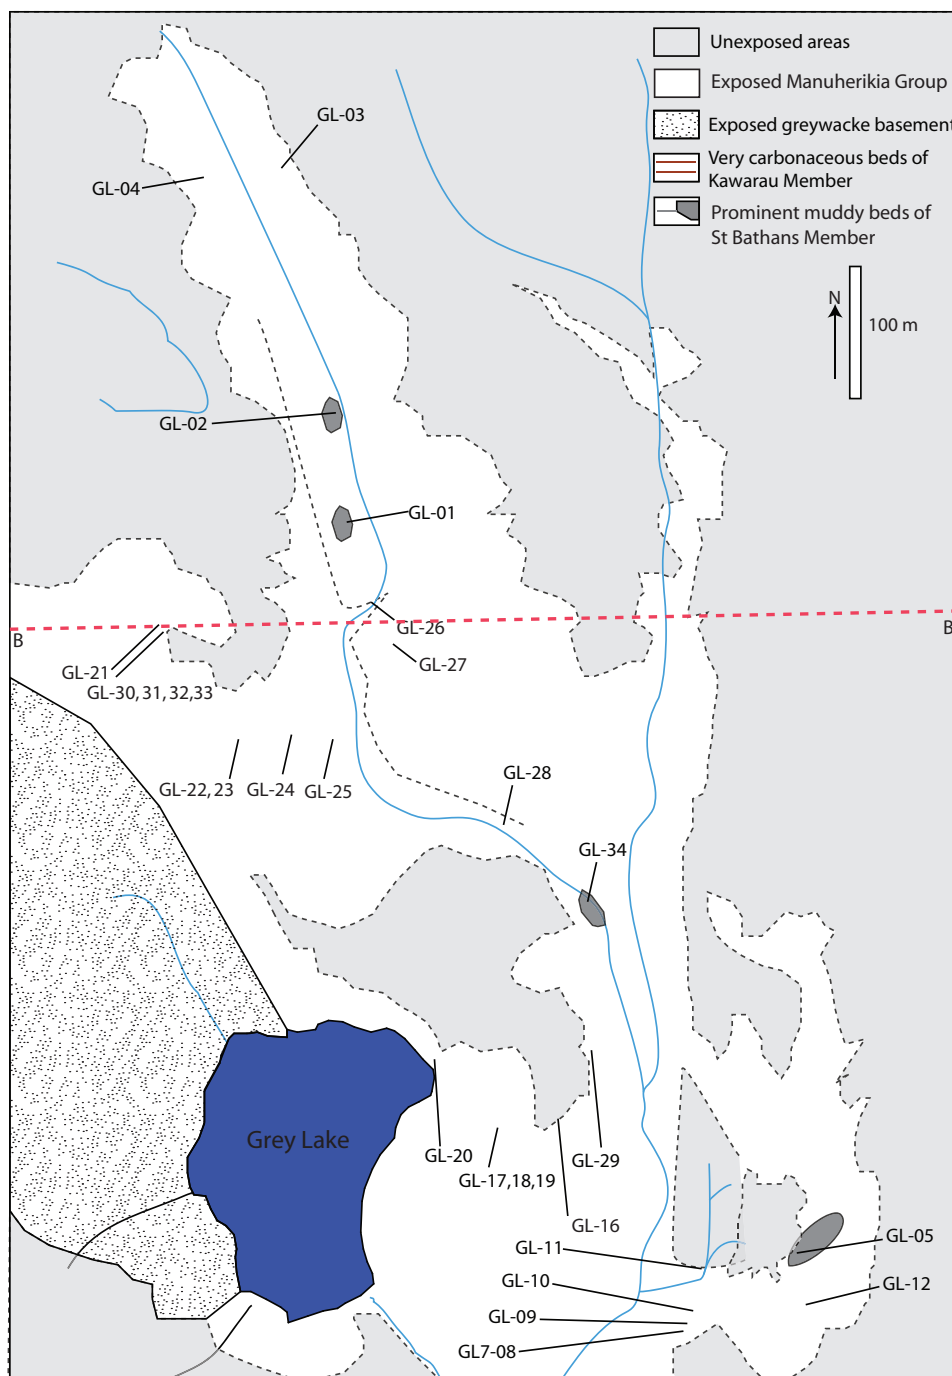 Unexposed areas
Exposed Manuherikia Group
Exposed greywacke basement
Very carbonaceous beds of
Kawarau Member
Prominent muddy beds of
St Bathans Member
N
100 m
GL-03
GL-04
GL-02
GL-01
B
B
GL-26
GL-27
GL-21
GL-30, 31, 32, 33
GL-22, 23
GL-24
GL-25
GL-28
GL-34
Grey Lake
GL-20
GL-17, 18, 19
GL-29
GL-16
GL-11
GL-10
GL-09
GL7-08
GL-05
GL-12